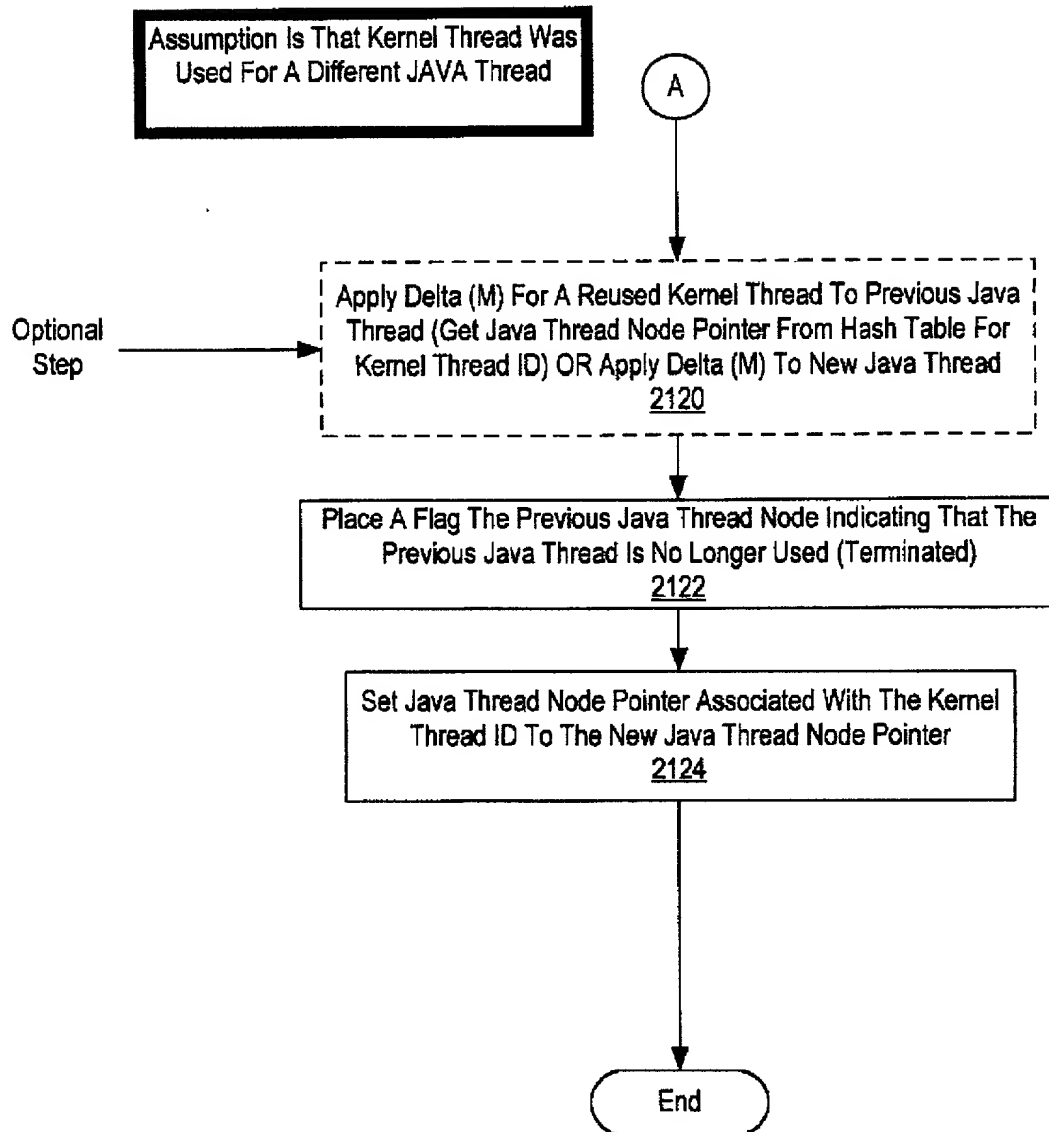 Assumption Is That Kernel Thread Was
Used For A Different JAVA Thread
A
Apply Delta (M) For A Reused Kernel Thread To Previous Java
Thread (Get Java Thread Node Pointer From Hash Table For
Kernel Thread ID) OR Apply Delta (M) To New Java Thread
2120
Optional
Step
Place A Flag The Previous Java Thread Node Indicating That The
Previous Java Thread Is No Longer Used (Terminated)
2122
Set Java Thread Node Pointer Associated With The Kernel
Thread ID To The New Java Thread Node Pointer
2124
End